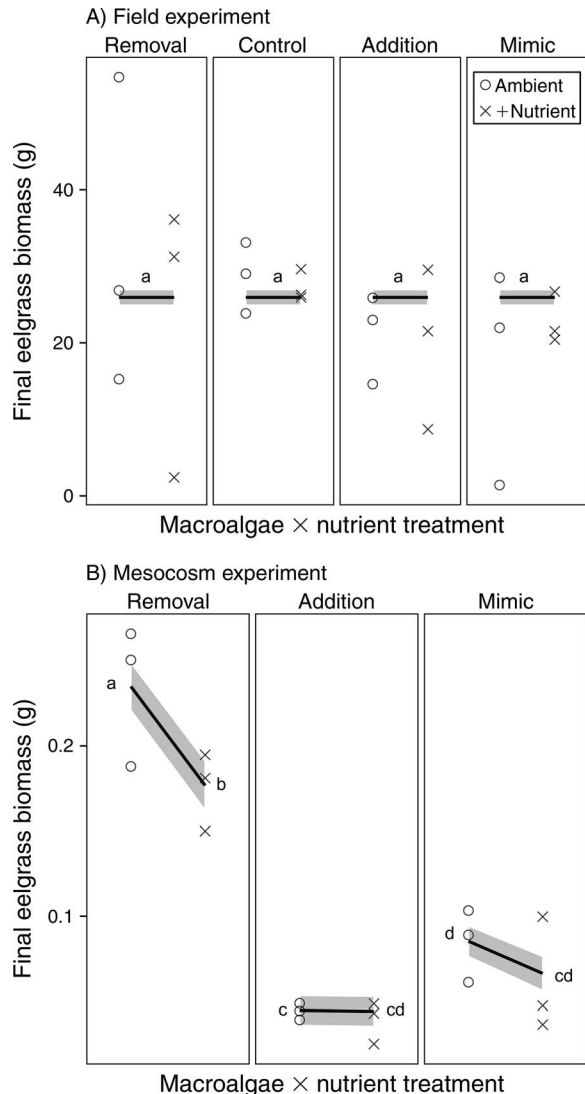 A) Field experiment
Removal Control Addition Mimic
○ Ambient
× +Nutrient
Final eelgrass biomass (g)
40
20
0
a a a a
Macroalgae × nutrient treatment
B) Mesocosm experiment
Removal Addition Mimic
Final eelgrass biomass (g)
0.2
0.1
a
b
c cd
d
cd
Macroalgae × nutrient treatment